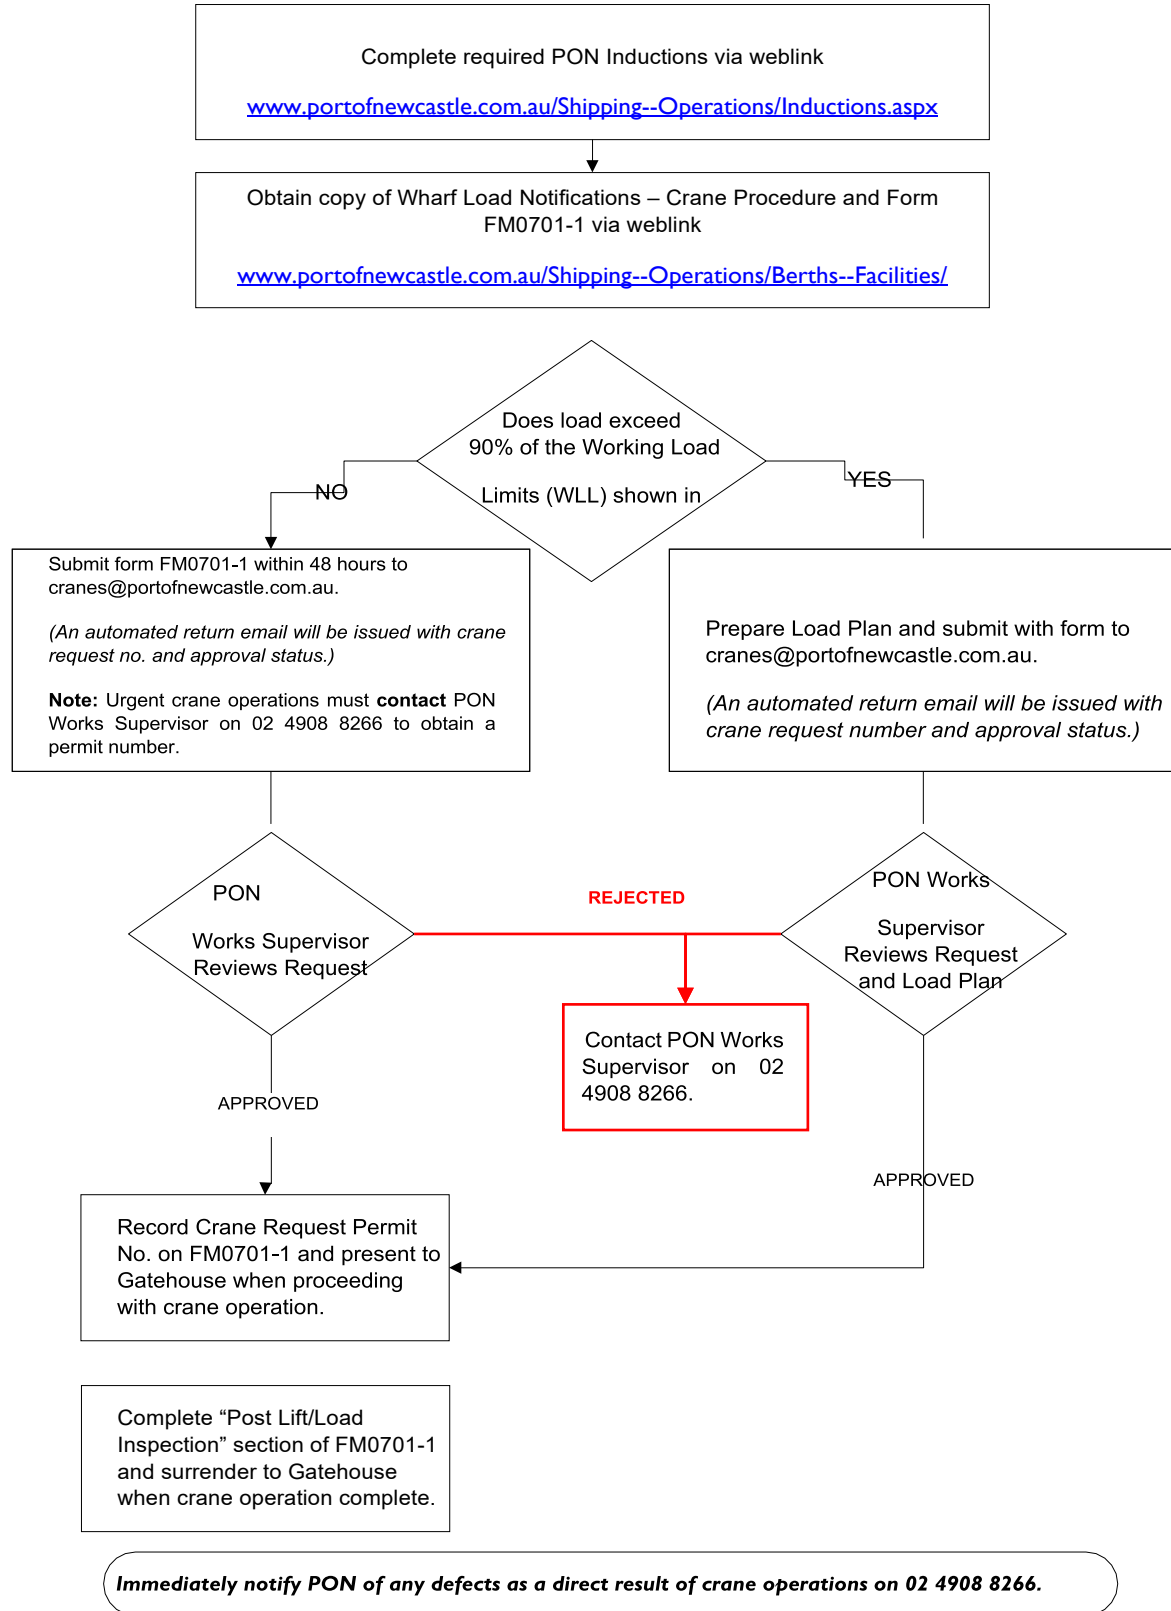 Complete required PON Inductions via weblink
www.portofnewcastle.com.au/Shipping--Operations/Inductions.aspx
Obtain copy of Wharf Load Notifications – Crane Procedure and Form
FM0701-1 via weblink
www.portofnewcastle.com.au/Shipping--Operations/Berths--Facilities/
Does load exceed
90% of the Working Load
Limits (WLL) shown in
NO
YES
Submit form FM0701-1 within 48 hours to
cranes@portofnewcastle.com.au.
(An automated return email will be issued with crane
request no. and approval status.)
Note: Urgent crane operations must contact PON
Works Supervisor on 02 4908 8266 to obtain a
permit number.
Prepare Load Plan and submit with form to
cranes@portofnewcastle.com.au.
(An automated return email will be issued with
crane request number and approval status.)
PON
Works Supervisor
Reviews Request
REJECTED
PON Works
Supervisor
Reviews Request
and Load Plan
Contact PON Works
Supervisor on 02
4908 8266.
APPROVED
APPROVED
Record Crane Request Permit
No. on FM0701-1 and present to
Gatehouse when proceeding
with crane operation.
Complete “Post Lift/Load
Inspection” section of FM0701-1
and surrender to Gatehouse
when crane operation complete.
Immediately notify PON of any defects as a direct result of crane operations on 02 4908 8266.